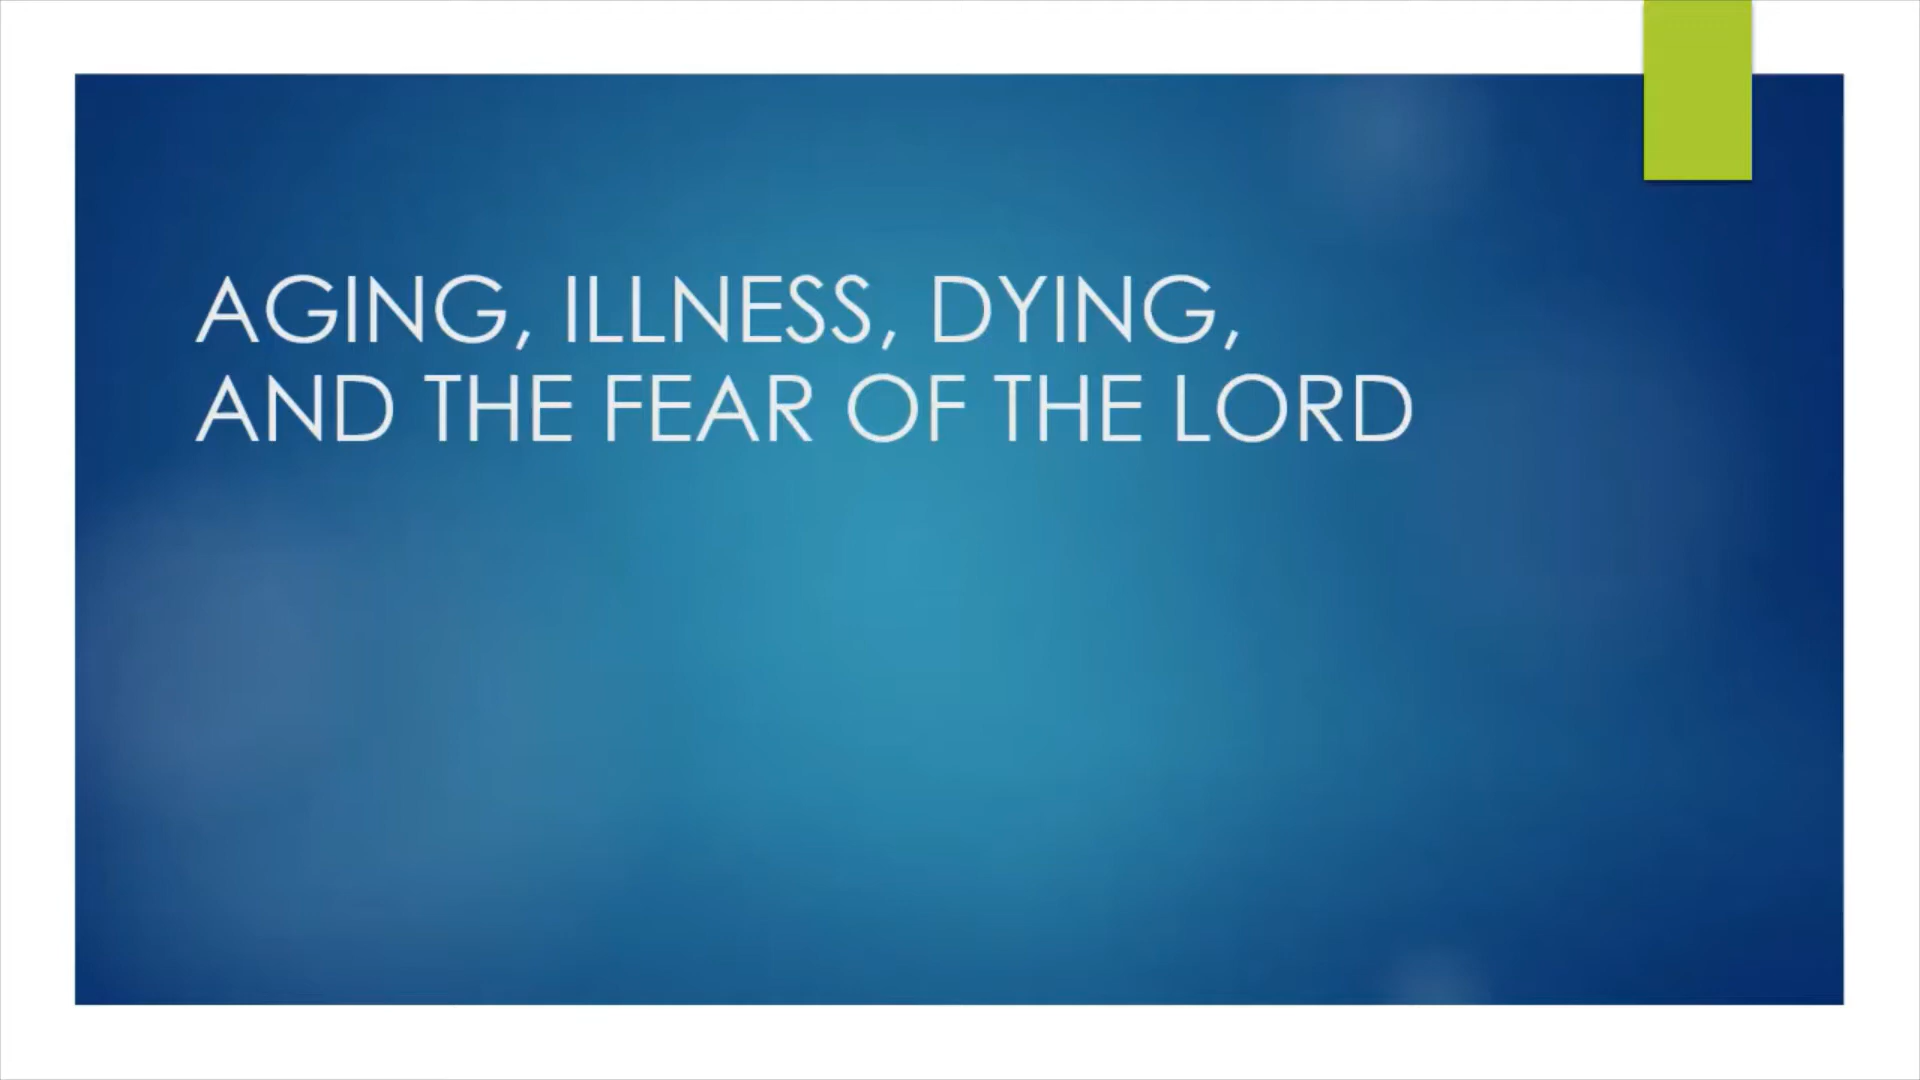 AGING, ILLNESS, DYING,
AND THE FEAR OF THE LORD